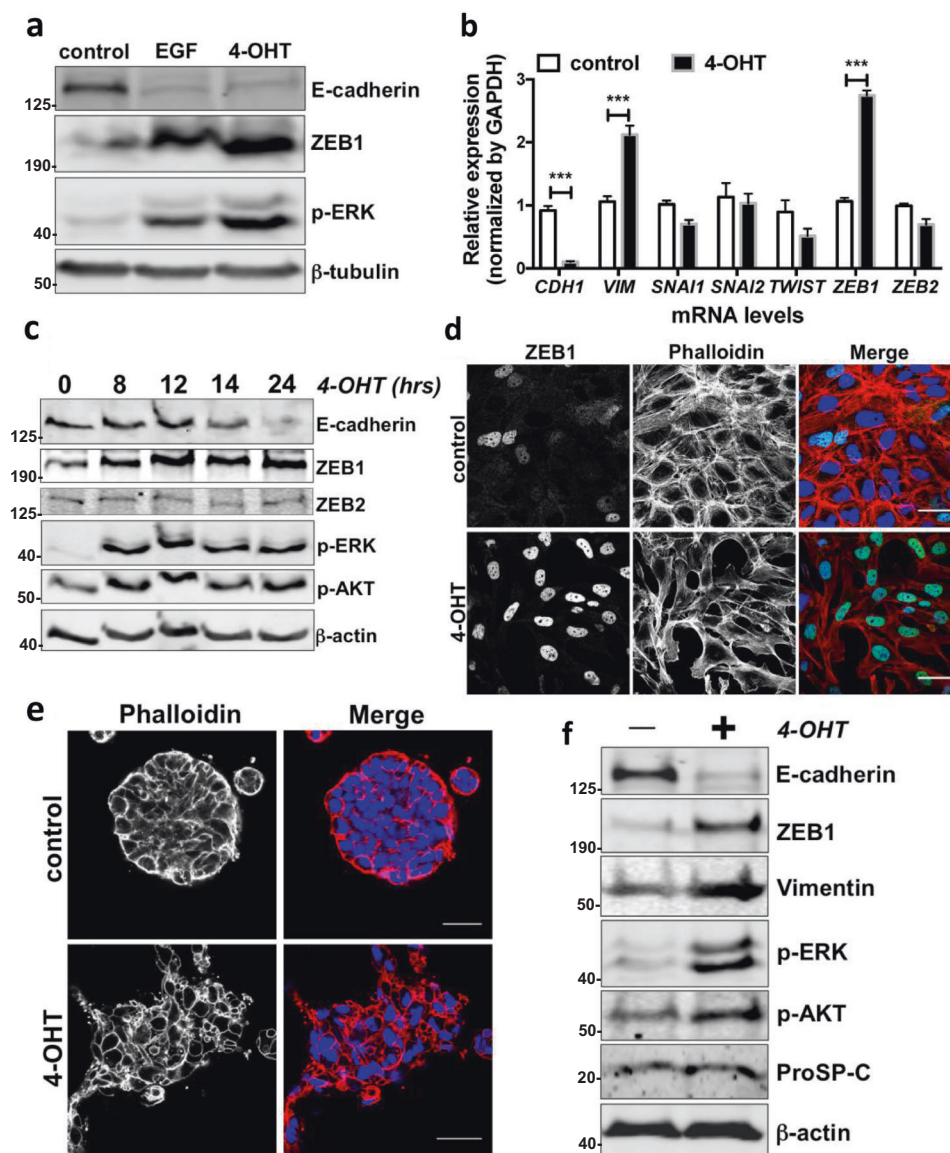 a
control EGF 4-OHT
E-cadherin
125
ZEB1
190
p-ERK
40
β-tubulin
50
b
control 4-OHT
Relative expression
(normalized by GAPDH)
3
2
1
0
*** *** ***
CDH1 VIM SNAI1 SNAI2 TWIST ZEB1 ZEB2
mRNA levels
c
0 8 12 14 24 4-OHT (hrs)
E-cadherin
125
ZEB1
190
ZEB2
125
p-ERK
40
p-AKT
50
β-actin
40
d
ZEB1 Phalloidin Merge
control
4-OHT
e
Phalloidin Merge
control
4-OHT
f
— + 4-OHT
E-cadherin
125
ZEB1
190
Vimentin
50
p-ERK
40
p-AKT
50
ProSP-C
20
β-actin
40